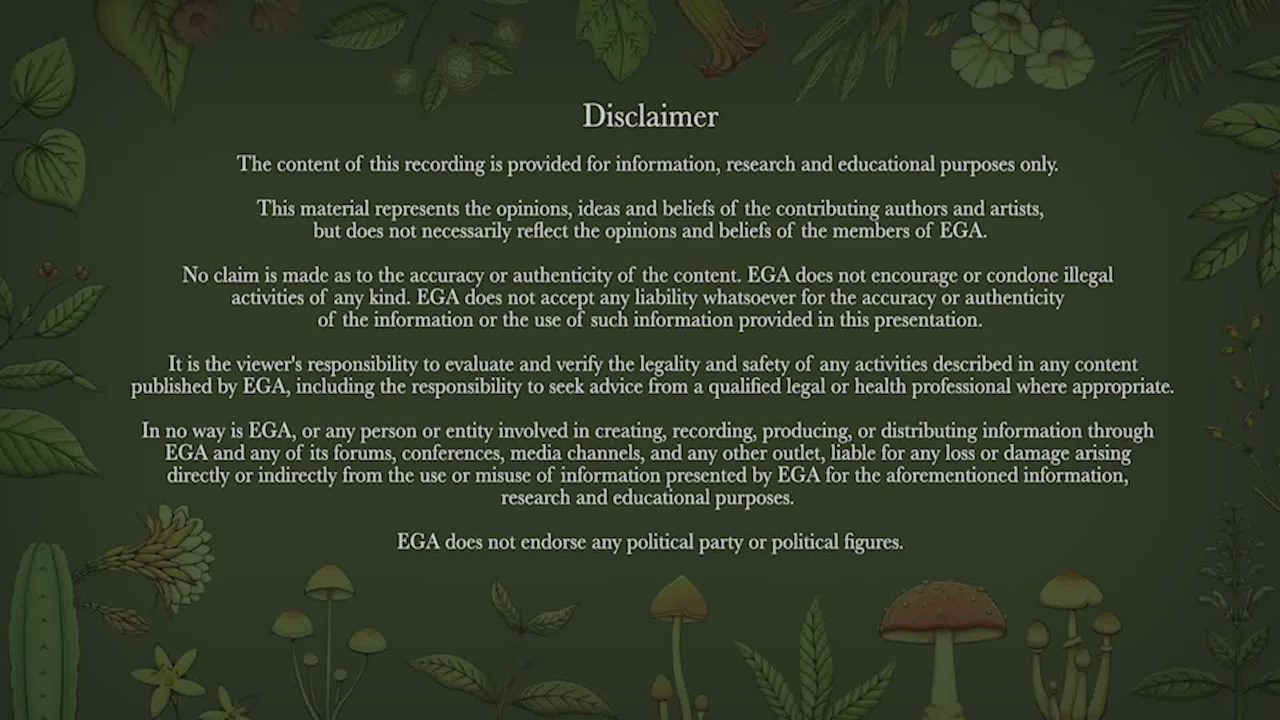 Disclaimer
The content of this recording is provided for information, research and educational purposes only.
This material represents the opinions, ideas and beliefs of the contributing authors and artists,
but does not necessarily reflect the opinions and beliefs of the members of EGA.
No claim is made as to the accuracy or authenticity of the content. EGA does not encourage or condone illegal
activities of any kind. EGA does not accept any liability whatsoever for the accuracy or authenticity
of the information or the use of such information provided in this presentation.
It is the viewer's responsibility to evaluate and verify the legality and safety of any activities described in any content
published by EGA, including the responsibility to seek advice from a qualified legal or health professional where appropriate.
In no way is EGA, or any person or entity involved in creating, recording, producing, or distributing information through
EGA and any of its forums, conferences, media channels, and any other outlet, liable for any loss or damage arising
directly or indirectly from the use or misuse of information presented by EGA for the aforementioned information,
research and educational purposes.
EGA does not endorse any political party or political figures.